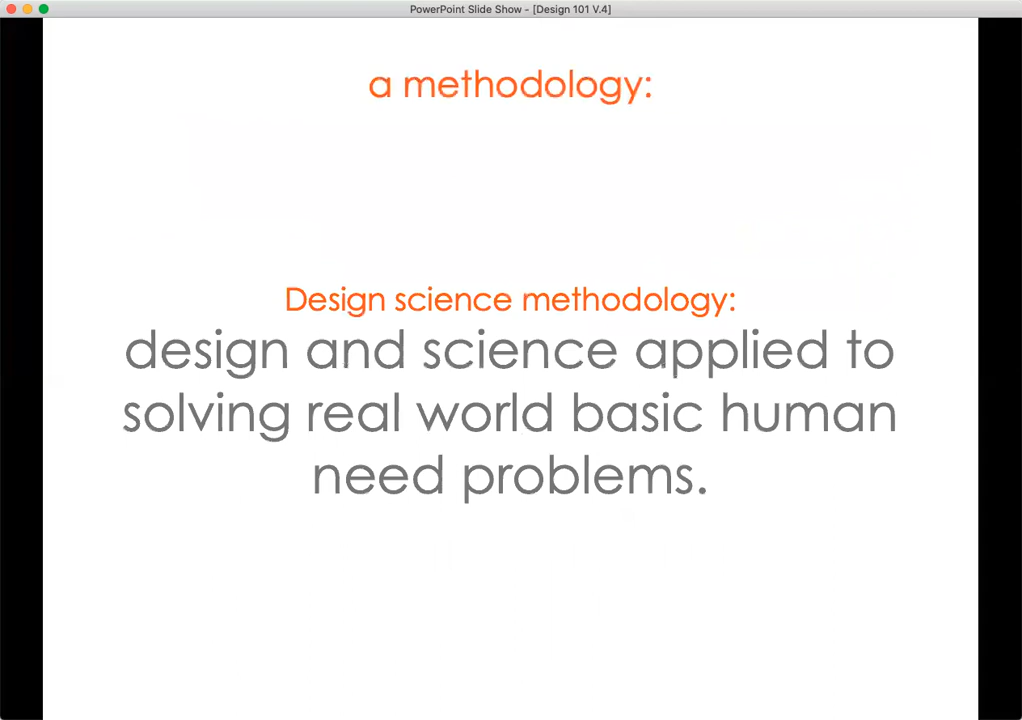 PowerPoint Slide Show - [Design 101 V.4]
a methodology:
Design science methodology:
design and science applied to
solving real world basic human
need problems.